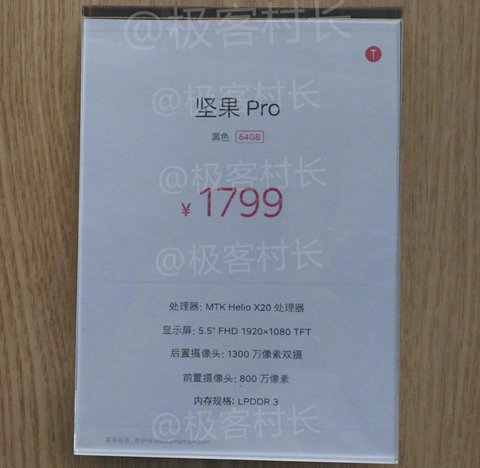 @极客村长
T
@极客村长
坚果 Pro
黑色 64GB
@极客村长
¥ 1799
@极客村长
处理器: MTK Helio X20 处理器
显示屏: 5.5" FHD 1920×1080 TFT
后置摄像头: 1300 万像素双摄
前置摄像头: 800 万像素
内存规格: LPDDR 3
@极客村长